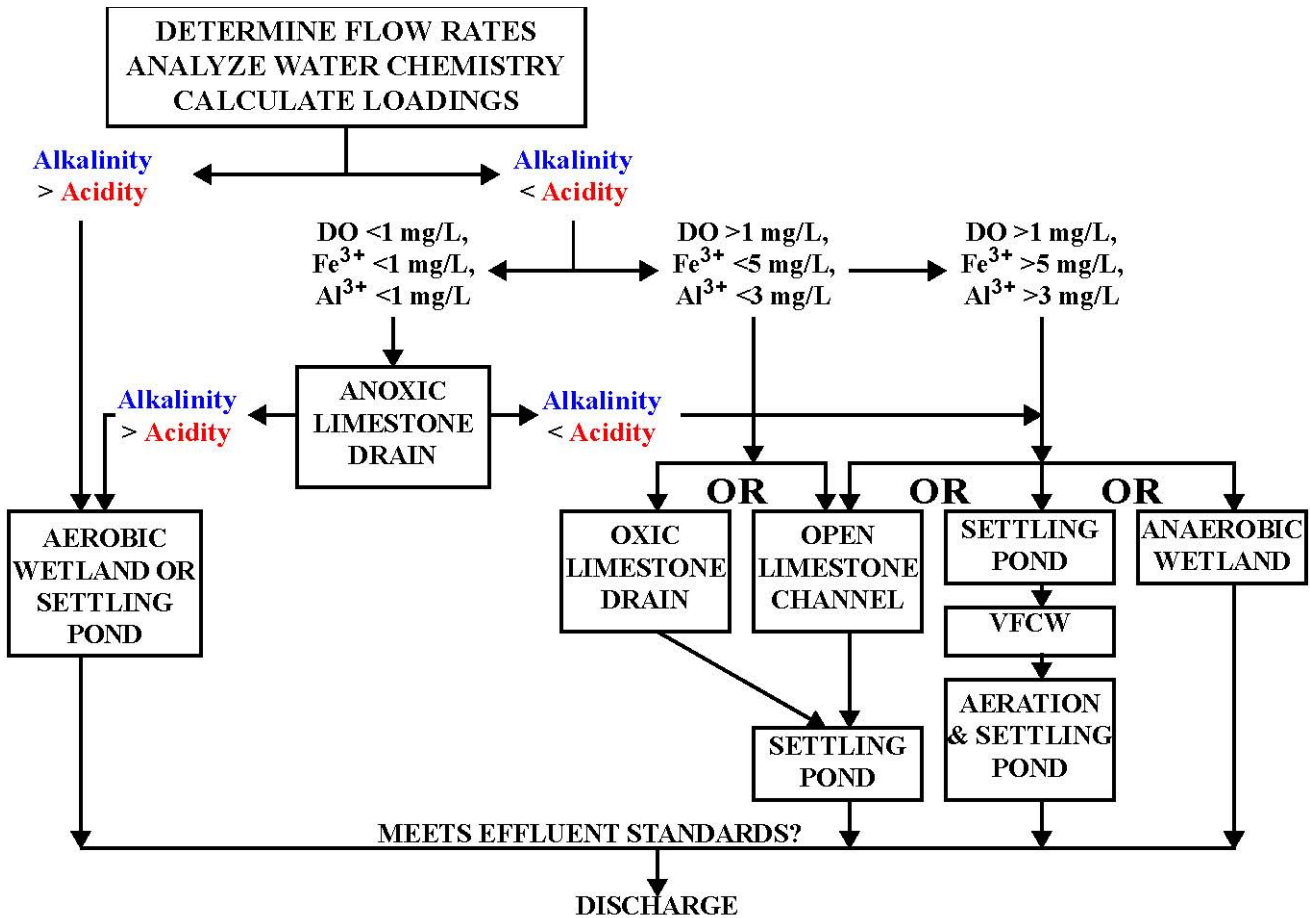 DETERMINE FLOW RATES
ANALYZE WATER CHEMISTRY
CALCULATE LOADINGS
Alkalinity
> Acidity
Alkalinity
< Acidity
DO <1 mg/L,
Fe³⁺ <1 mg/L,
Al³⁺ <1 mg/L
DO >1 mg/L,
Fe³⁺ <5 mg/L,
Al³⁺ <3 mg/L
DO >1 mg/L,
Fe³⁺ >5 mg/L,
Al³⁺ >3 mg/L
ANOXIC
LIMESTONE
DRAIN
Alkalinity
> Acidity
Alkalinity
< Acidity
OR
OR
OR
AEROBIC
WETLAND OR
SETTLING
POND
OXIC
LIMESTONE
DRAIN
OPEN
LIMESTONE
CHANNEL
SETTLING
POND
ANAEROBIC
WETLAND
VFCW
SETTLING
POND
AERATION
& SETTLING
POND
MEETS EFFLUENT STANDARDS?
DISCHARGE